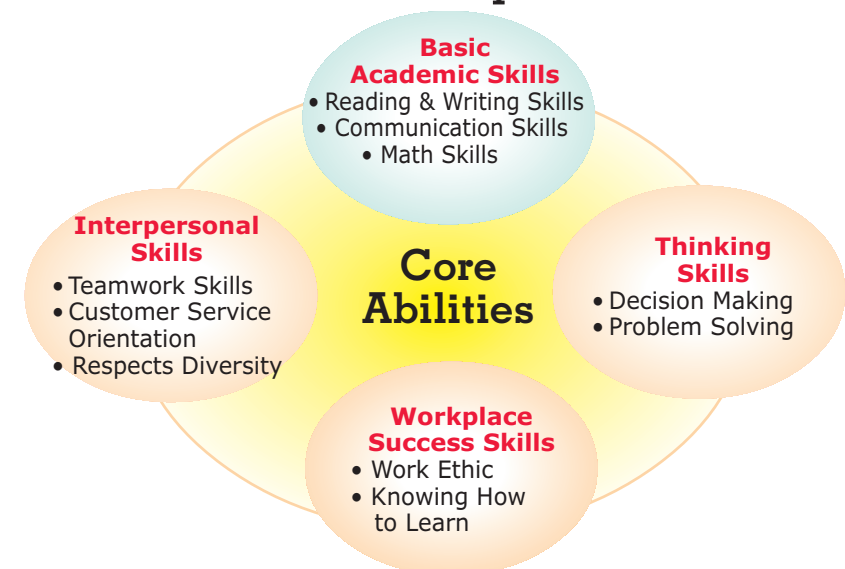 Basic
Academic Skills
• Reading & Writing Skills
• Communication Skills
• Math Skills
Interpersonal
Skills
• Teamwork Skills
• Customer Service
Orientation
• Respects Diversity
Core
Abilities
Thinking
Skills
• Decision Making
• Problem Solving
Workplace
Success Skills
• Work Ethic
• Knowing How
to Learn